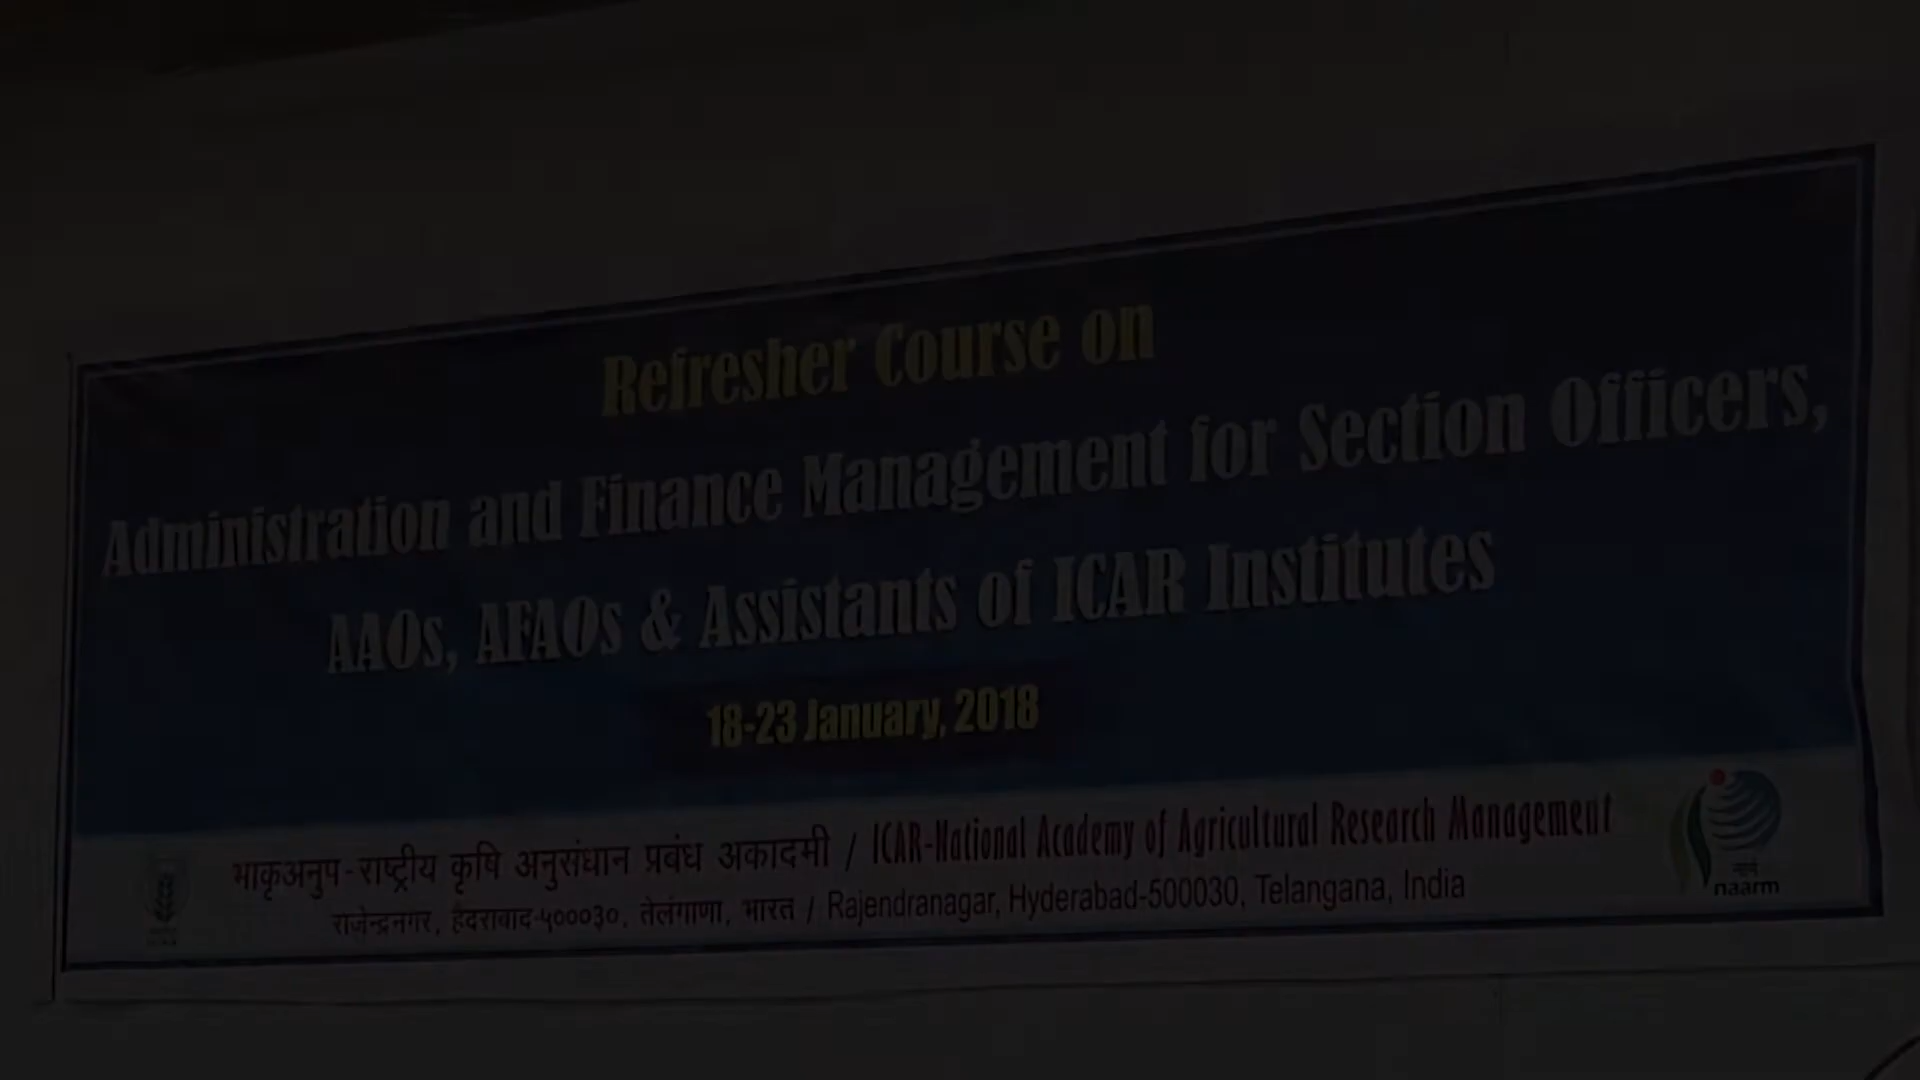 Refresher Course on
Administration and Finance Management for Section Officers,
AAOs, AFAOs & Assistants of ICAR Institutes
18-23 January, 2018
भाकृअनुप-राष्ट्रीय कृषि अनुसंधान प्रबंध अकादमी / ICAR-National Academy of Agricultural Research Management
राजेन्द्रनगर, हैदराबाद-५०००३०, तेलंगाणा, भारत / Rajendranagar, Hyderabad-500030, Telangana, India
नार्म
naarm